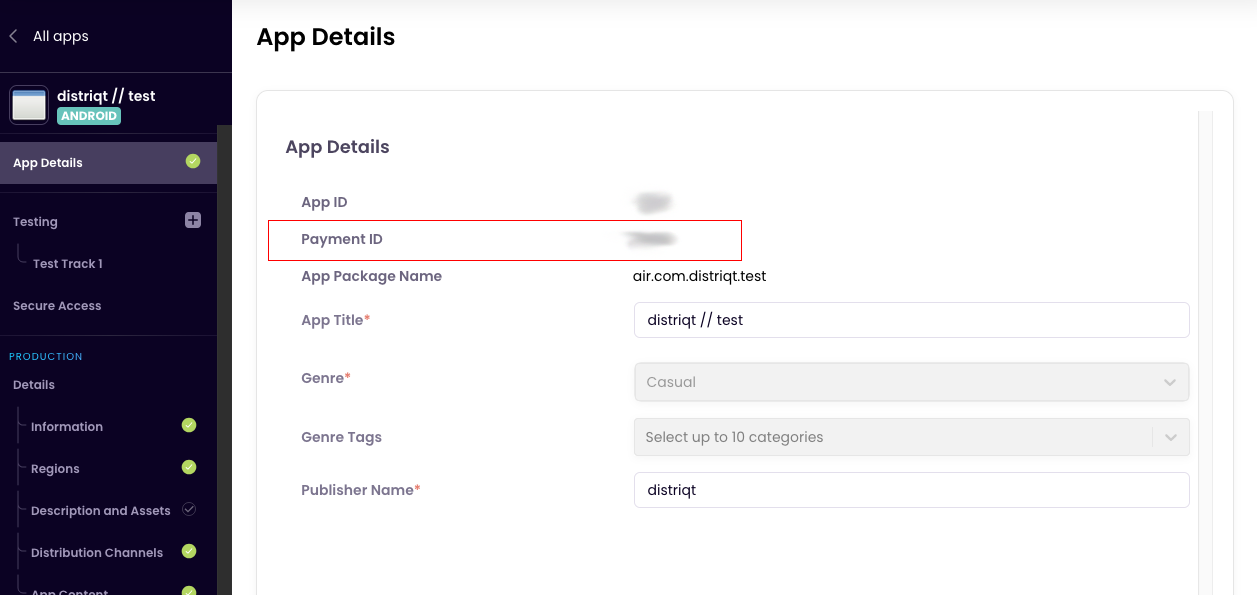 All apps
distriqt // test
ANDROID
App Details
Testing
Test Track 1
Secure Access
PRODUCTION
Details
Information
Regions
Description and Assets
Distribution Channels
App Content
App Details
App Details
App ID
Payment ID
App Package Name air.com.distriqt.test
App Title* distriqt // test
Genre* Casual
Genre Tags Select up to 10 categories
Publisher Name* distriqt